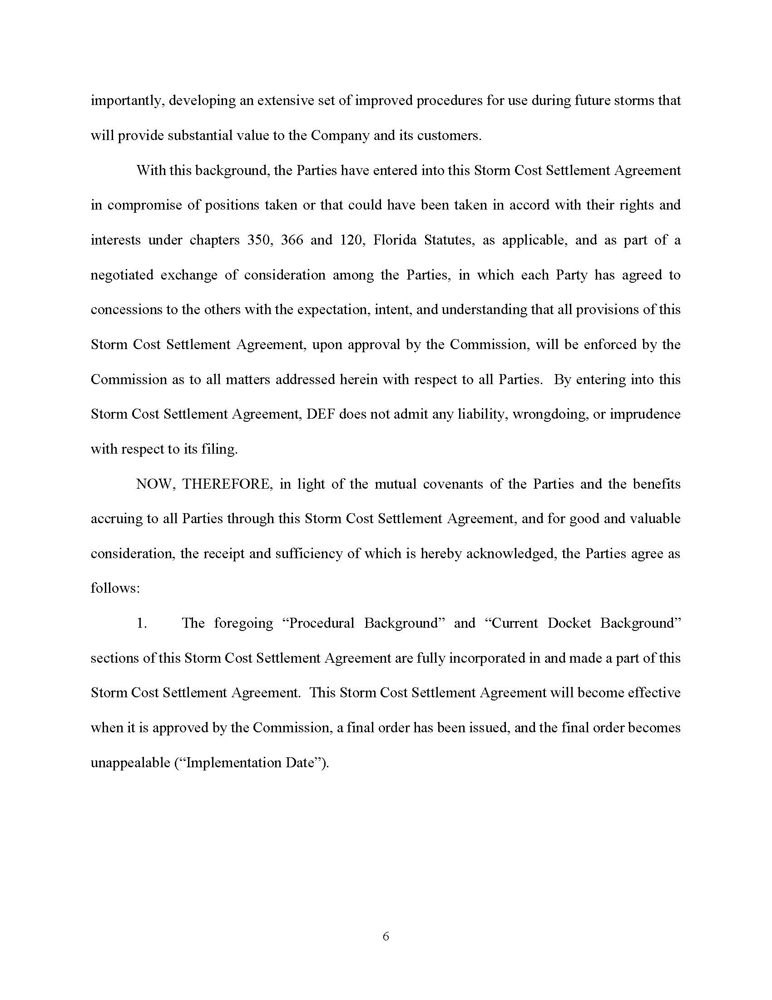 importantly, developing an extensive set of improved procedures for use during future storms that
will provide substantial value to the Company and its customers.
With this background, the Parties have entered into this Storm Cost Settlement Agreement
in compromise of positions taken or that could have been taken in accord with their rights and
interests under chapters 350, 366 and 120, Florida Statutes, as applicable, and as part of a
negotiated exchange of consideration among the Parties, in which each Party has agreed to
concessions to the others with the expectation, intent, and understanding that all provisions of this
Storm Cost Settlement Agreement, upon approval by the Commission, will be enforced by the
Commission as to all matters addressed herein with respect to all Parties.  By entering into this
Storm Cost Settlement Agreement, DEF does not admit any liability, wrongdoing, or imprudence
with respect to its filing.
NOW, THEREFORE, in light of the mutual covenants of the Parties and the benefits
accruing to all Parties through this Storm Cost Settlement Agreement, and for good and valuable
consideration, the receipt and sufficiency of which is hereby acknowledged, the Parties agree as
follows:
1. The foregoing “Procedural Background” and “Current Docket Background”
sections of this Storm Cost Settlement Agreement are fully incorporated in and made a part of this
Storm Cost Settlement Agreement.  This Storm Cost Settlement Agreement will become effective
when it is approved by the Commission, a final order has been issued, and the final order becomes
unappealable (“Implementation Date”).
6